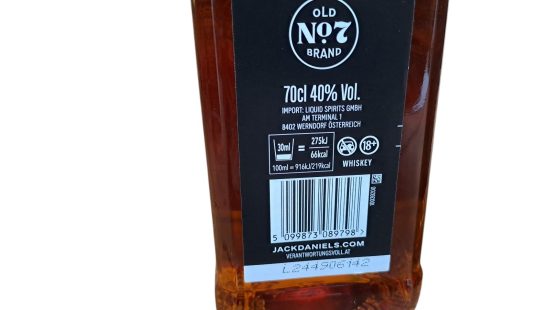 OLD
Nº7
BRAND
70cl 40% Vol.
IMPORT: LIQUID SPIRITS GMBH
AM TERMINAL 1
8402 WERNDORF ÖSTERREICH
30ml = 275kJ
66kcal
100ml = 916kJ/219kcal
18+
WHISKEY
5 099873 089798 >
JACKDANIELS.COM
VERANTWORTUNGSVOLL.AT
L244906142